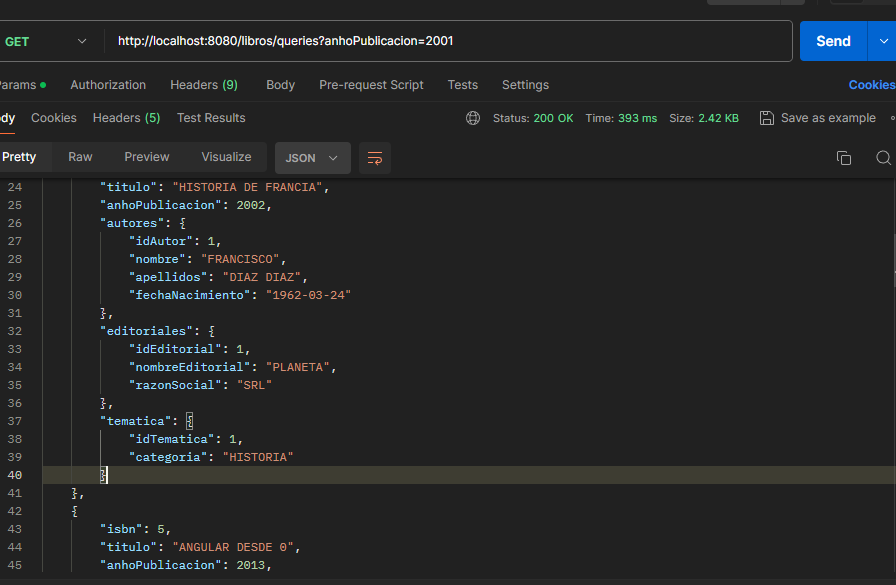 GET http://localhost:8080/libros/queries?anhoPublicacion=2001 Send
Params Authorization Headers (9) Body Pre-request Script Tests Settings Cookies
Body Cookies Headers (5) Test Results Status: 200 OK Time: 393 ms Size: 2.42 KB Save as example
Pretty Raw Preview Visualize JSON
24 "titulo": "HISTORIA DE FRANCIA",
25 "anhoPublicacion": 2002,
26 "autores": {
27 "idAutor": 1,
28 "nombre": "FRANCISCO",
29 "apellidos": "DIAZ DIAZ",
30 "fechaNacimiento": "1962-03-24"
31 },
32 "editoriales": {
33 "idEditorial": 1,
34 "nombreEditorial": "PLANETA",
35 "razonSocial": "SRL"
36 },
37 "tematica": {
38 "idTematica": 1,
39 "categoria": "HISTORIA"
40 }
41 },
42 {
43 "isbn": 5,
44 "titulo": "ANGULAR DESDE 0",
45 "anhoPublicacion": 2013,